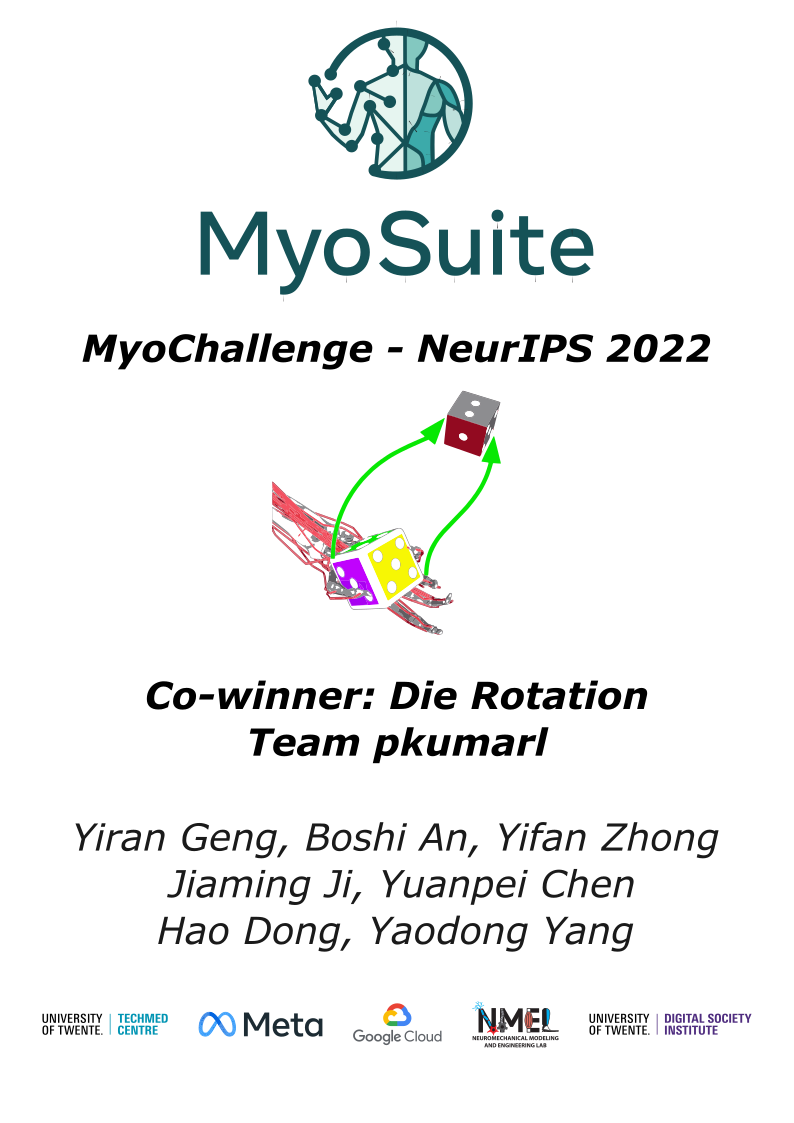 MyoSuite
MyoChallenge - NeurIPS 2022
Co-winner: Die Rotation
Team pkumarl
Yiran Geng, Boshi An, Yifan Zhong
Jiaming Ji, Yuanpei Chen
Hao Dong, Yaodong Yang
UNIVERSITY OF TWENTE. | TECHMED CENTRE
Meta
Google Cloud
NMEL
NEUROMECHANICAL MODELING
AND ENGINEERING LAB
UNIVERSITY OF TWENTE. | DIGITAL SOCIETY INSTITUTE